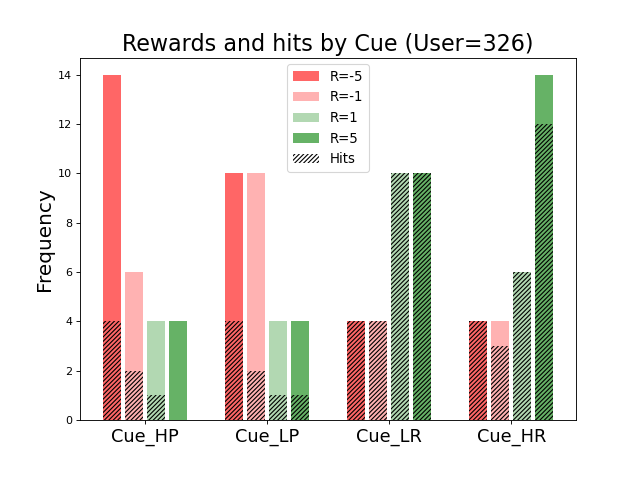 Rewards and hits by Cue (User=326)
R=-5
R=-1
R=1
R=5
Hits
Frequency
14
12
10
8
6
4
2
0
Cue_HP
Cue_LP
Cue_LR
Cue_HR